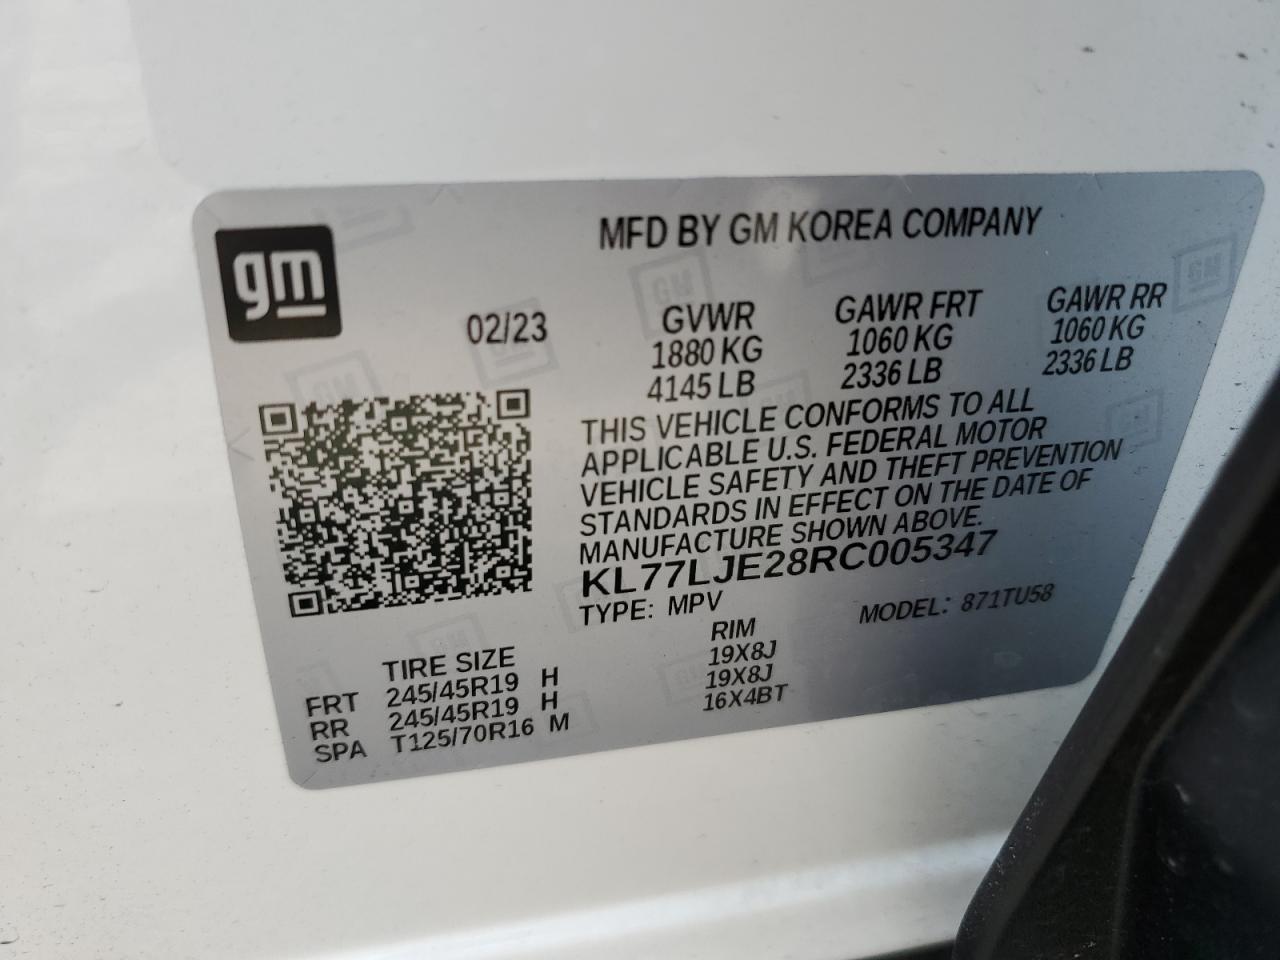 gm
MFD BY GM KOREA COMPANY
02/23
GVWR GAWR FRT GAWR RR
1880 KG 1060 KG 1060 KG
4145 LB 2336 LB 2336 LB
THIS VEHICLE CONFORMS TO ALL
APPLICABLE U.S. FEDERAL MOTOR
VEHICLE SAFETY AND THEFT PREVENTION
STANDARDS IN EFFECT ON THE DATE OF
MANUFACTURE SHOWN ABOVE.
KL77LJE28RC005347
TYPE: MPV MODEL: 871TU58
TIRE SIZE RIM
FRT 245/45R19 H 19X8J
RR 245/45R19 H 19X8J
SPA T125/70R16 M 16X4BT